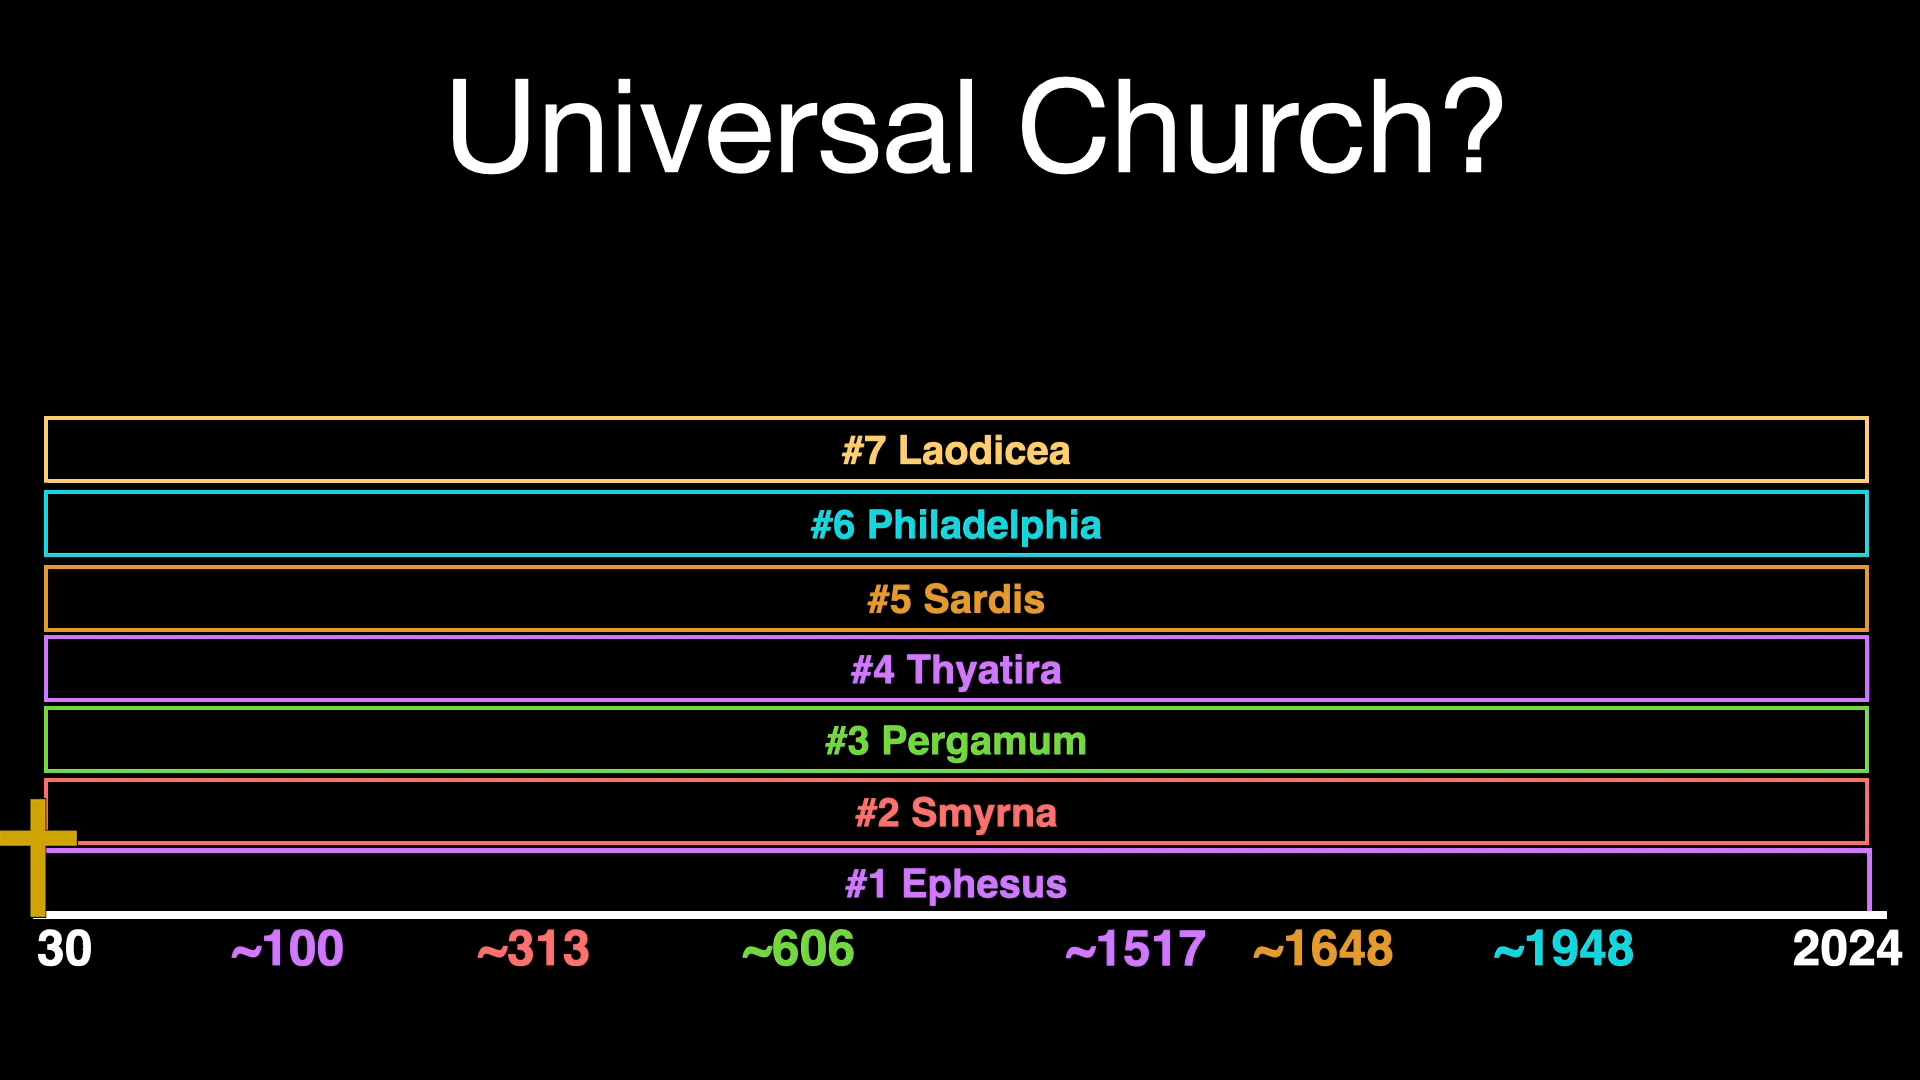 Universal Church?
#7 Laodicea
#6 Philadelphia
#5 Sardis
#4 Thyatira
#3 Pergamum
#2 Smyrna
#1 Ephesus
30 ~100 ~313 ~606 ~1517 ~1648 ~1948 2024